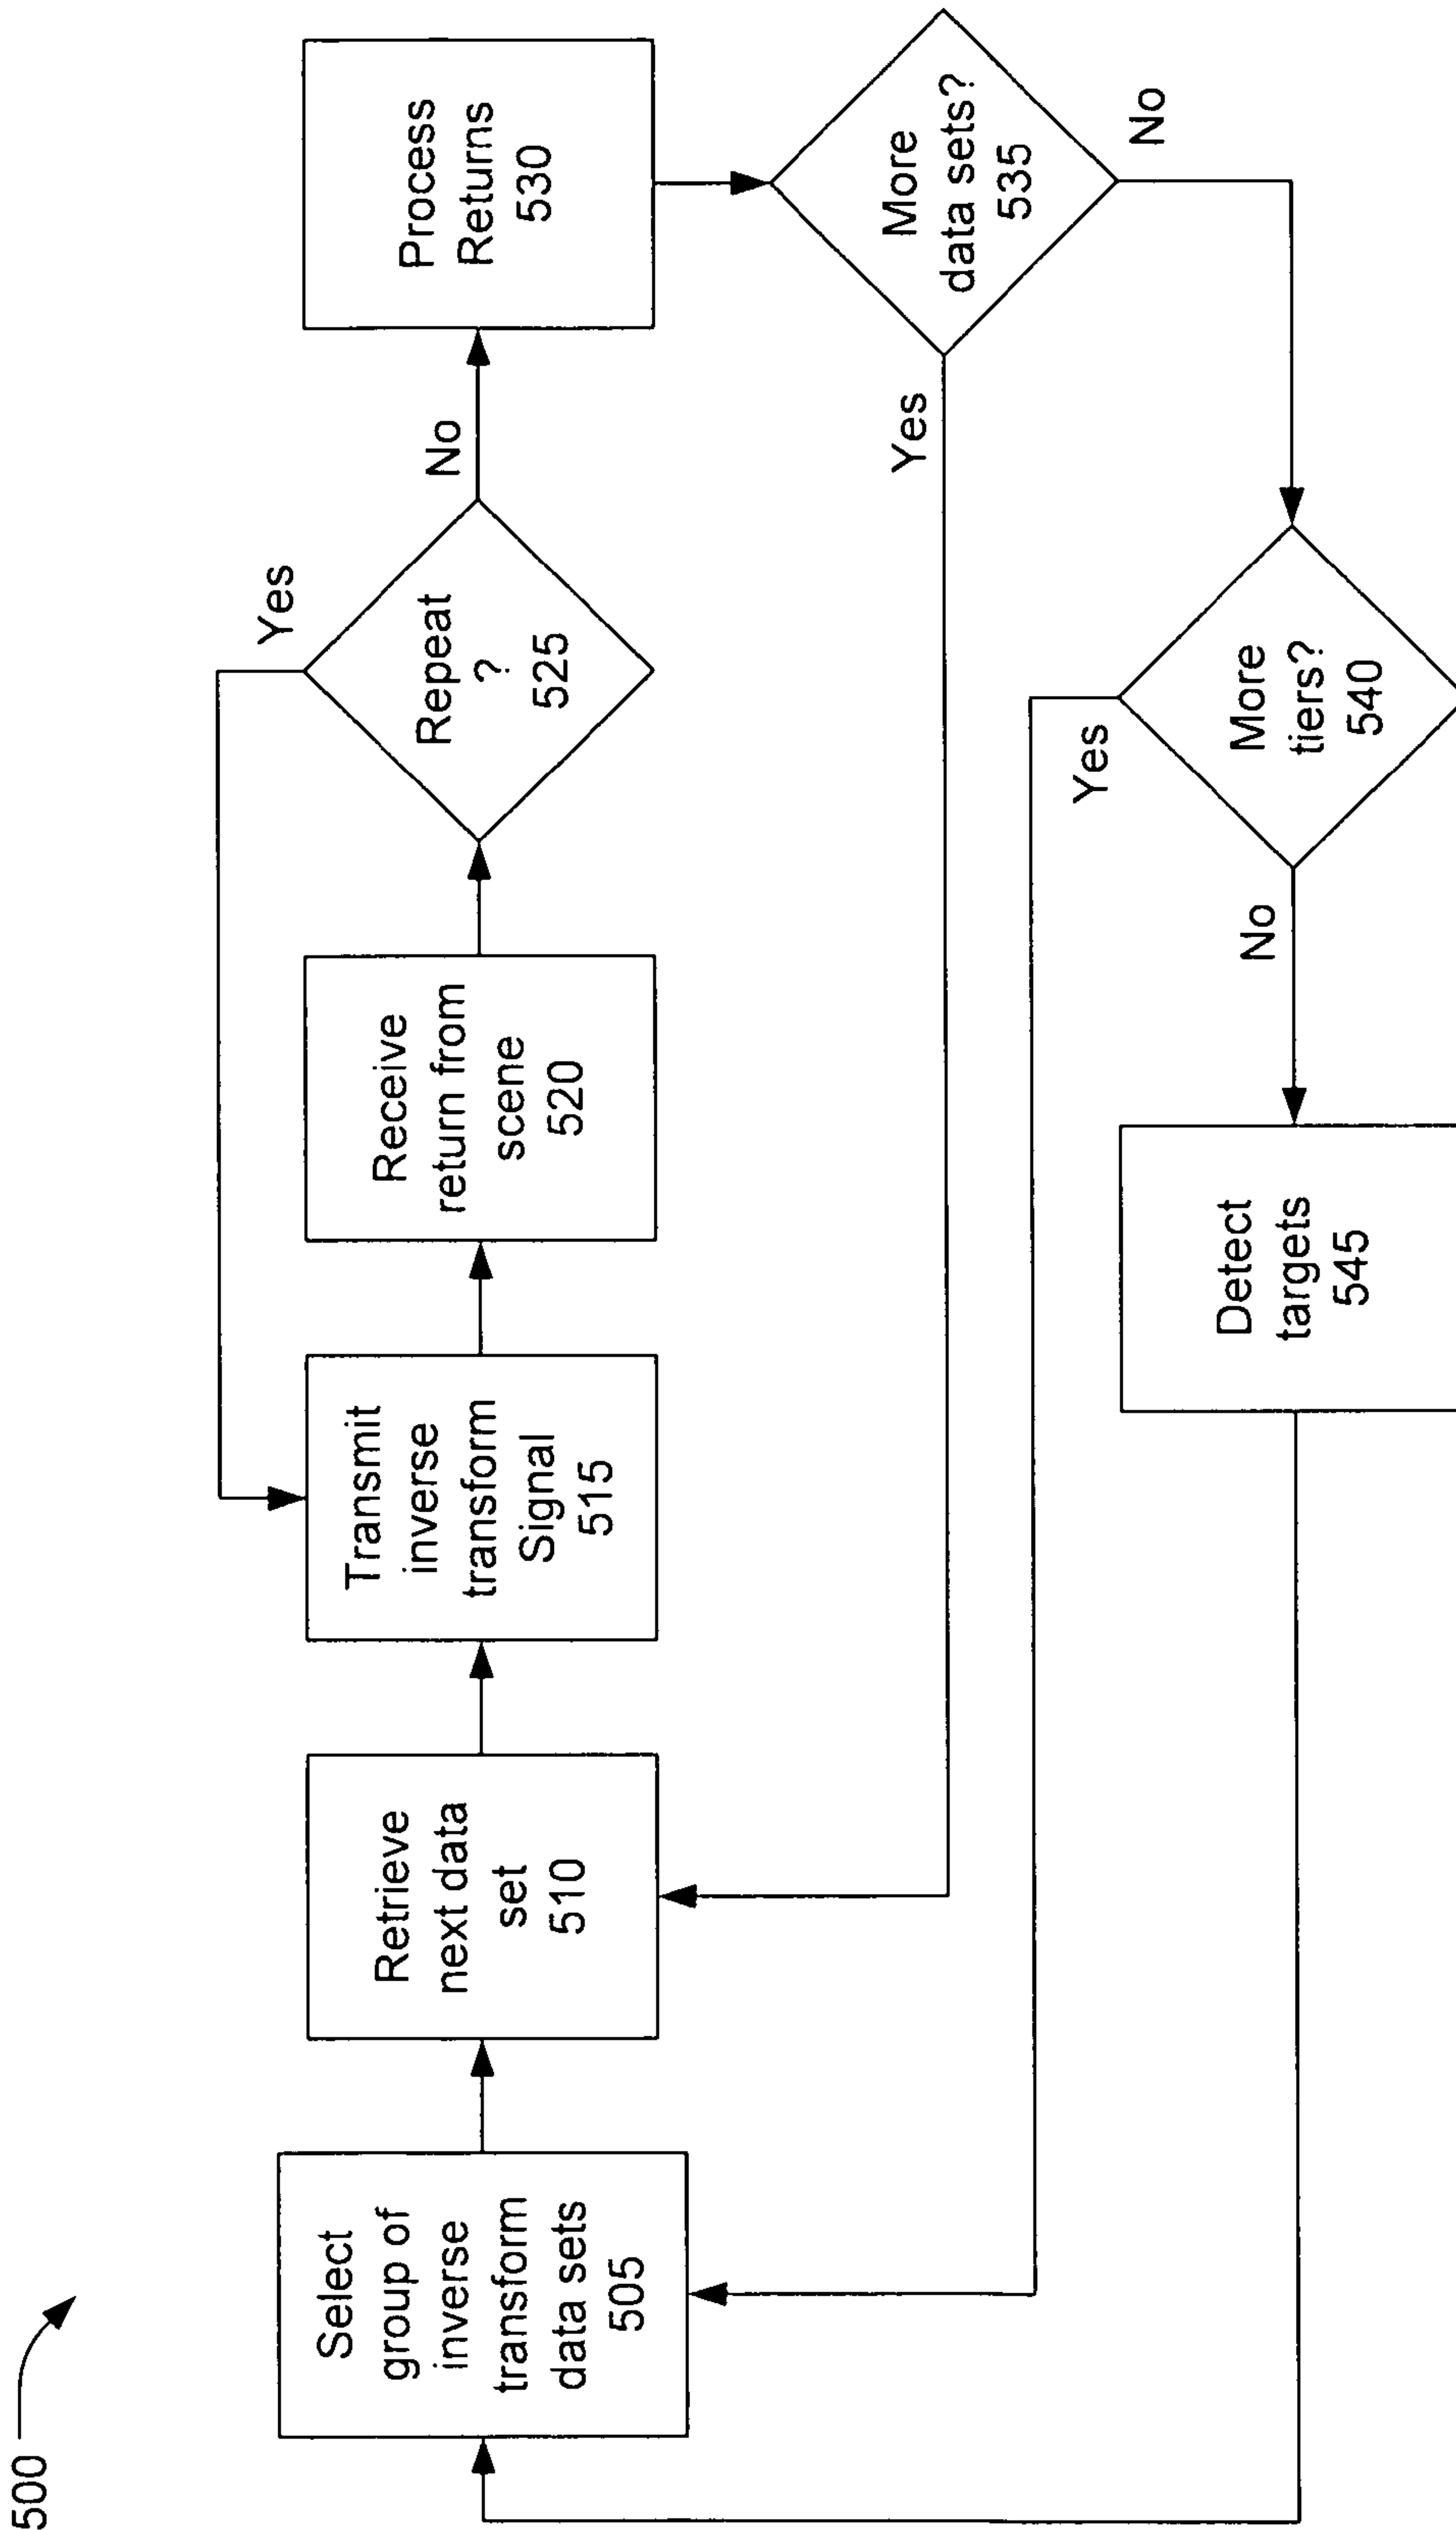 500
Select
group of
inverse
transform
data sets
505
Retrieve
next data
set
510
Transmit
inverse
transform
Signal
515
Receive
return from
scene
520
Repeat
?
525
Yes
No
Process
Returns
530
More
data sets?
535
Yes
No
More
tiers?
540
Yes
No
Detect
targets
545